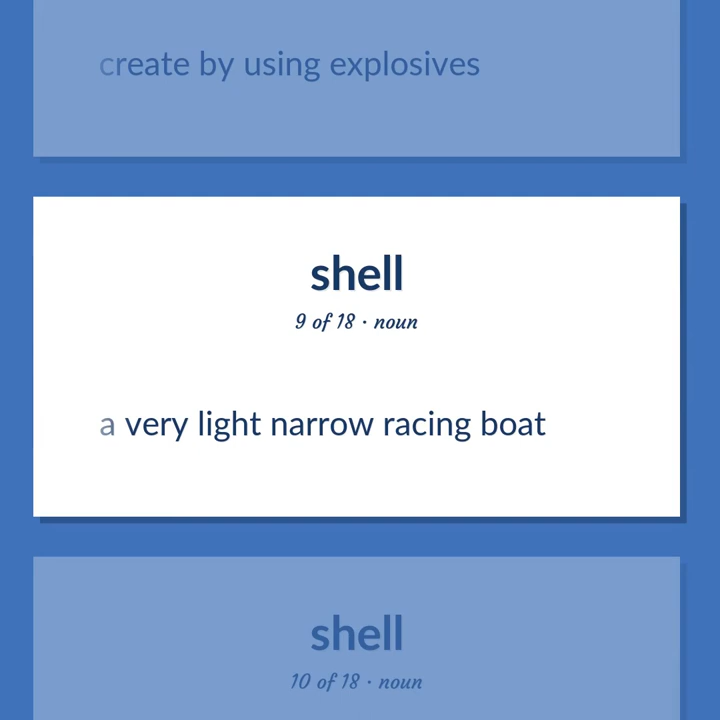 create by using explosives
shell
9 of 18 · noun
a very light narrow racing boat
shell
10 of 18 · noun